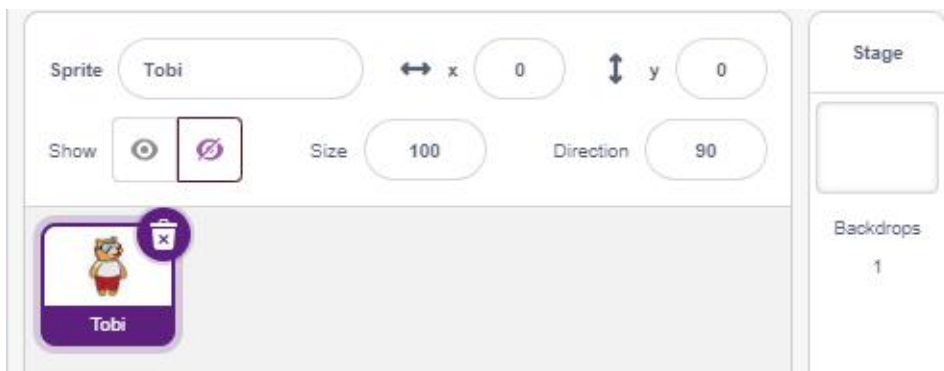 Sprite Tobi x 0 y 0
Show Size 100 Direction 90
Tobi
Stage
Backdrops
1